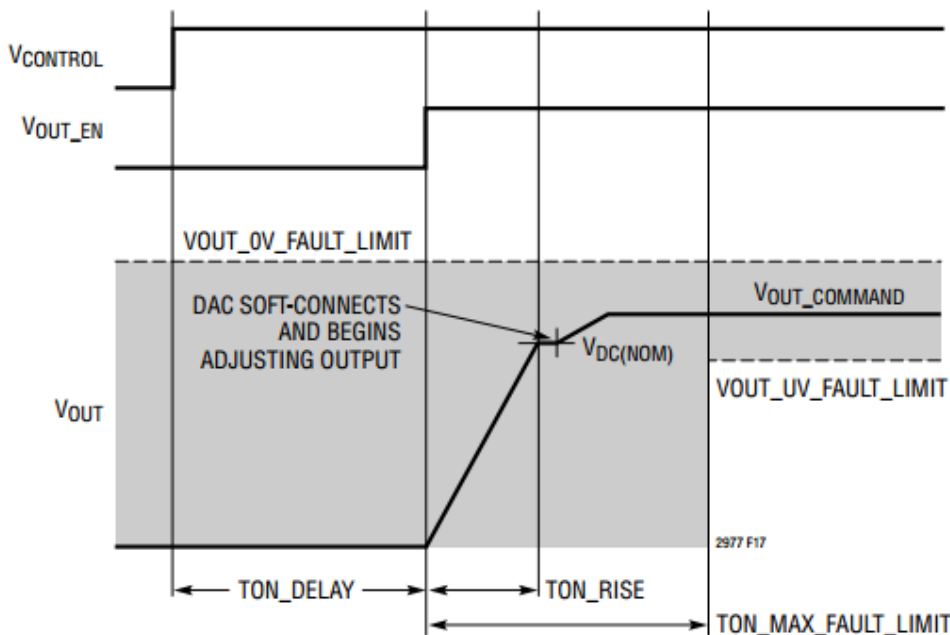 VCONTROL
VOUT_EN
VOUT_0V_FAULT_LIMIT
VOUT_COMMAND
DAC SOFT-CONNECTS
AND BEGINS
ADJUSTING OUTPUT
VDC(NOM)
VOUT_UV_FAULT_LIMIT
VOUT
2977 F17
TON_DELAY
TON_RISE
TON_MAX_FAULT_LIMIT